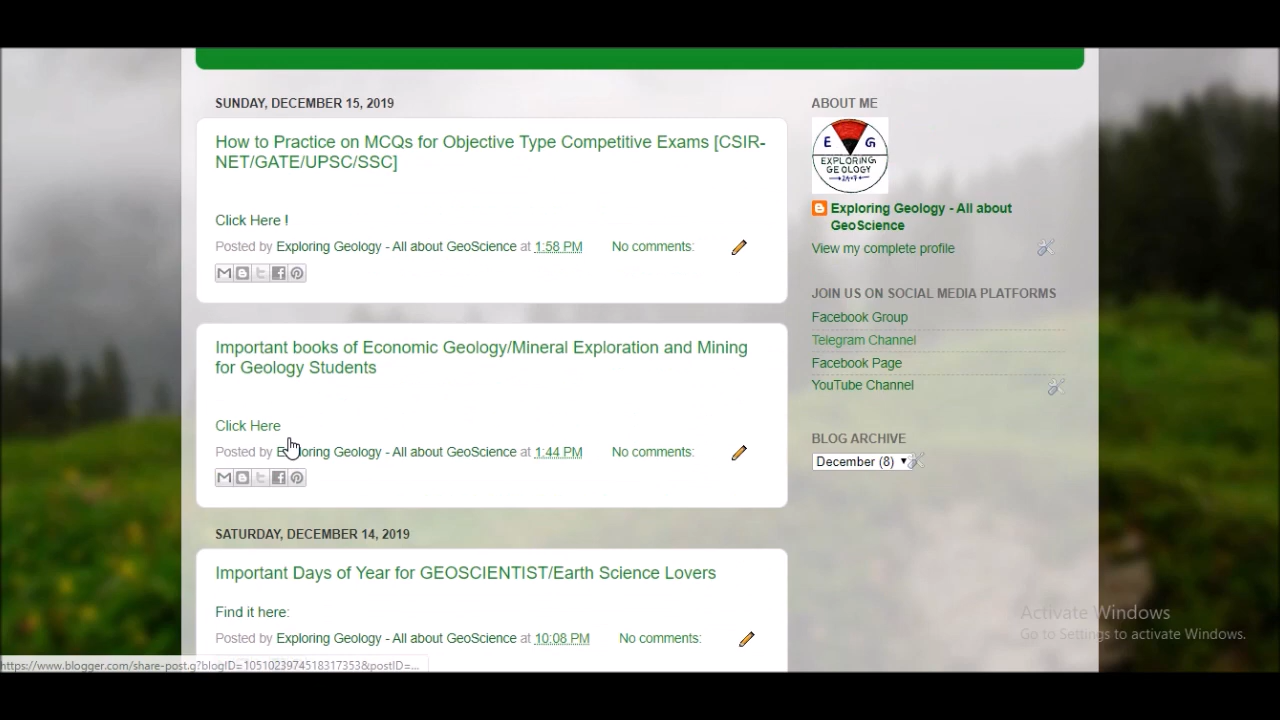 SUNDAY, DECEMBER 15, 2019
How to Practice on MCQs for Objective Type Competitive Exams [CSIR-
NET/GATE/UPSC/SSC]
Click Here !
Posted by Exploring Geology - All about GeoScience at 1:58 PM No comments:
Important books of Economic Geology/Mineral Exploration and Mining
for Geology Students
Click Here
Posted by Exploring Geology - All about GeoScience at 1:44 PM No comments:
SATURDAY, DECEMBER 14, 2019
Important Days of Year for GEOSCIENTIST/Earth Science Lovers
Find it here:
Posted by Exploring Geology - All about GeoScience at 10:08 PM No comments:
https://www.blogger.com/share-post.g?blogID=1051023974518317353&postID=...
ABOUT ME
E G
EXPLORING
GEOLOGY
Exploring Geology - All about
GeoScience
View my complete profile
JOIN US ON SOCIAL MEDIA PLATFORMS
Facebook Group
Telegram Channel
Facebook Page
YouTube Channel
BLOG ARCHIVE
December (8)
Activate Windows
Go to Settings to activate Windows.